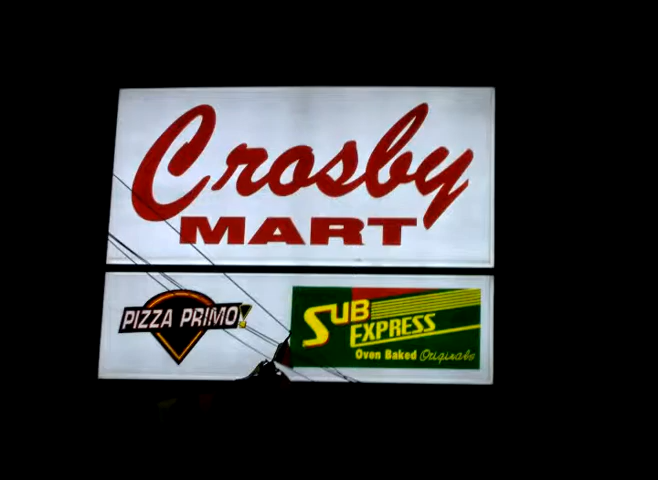 Crosby
MART
PIZZA PRIMO!
SUB
EXPRESS
Oven Baked Originals